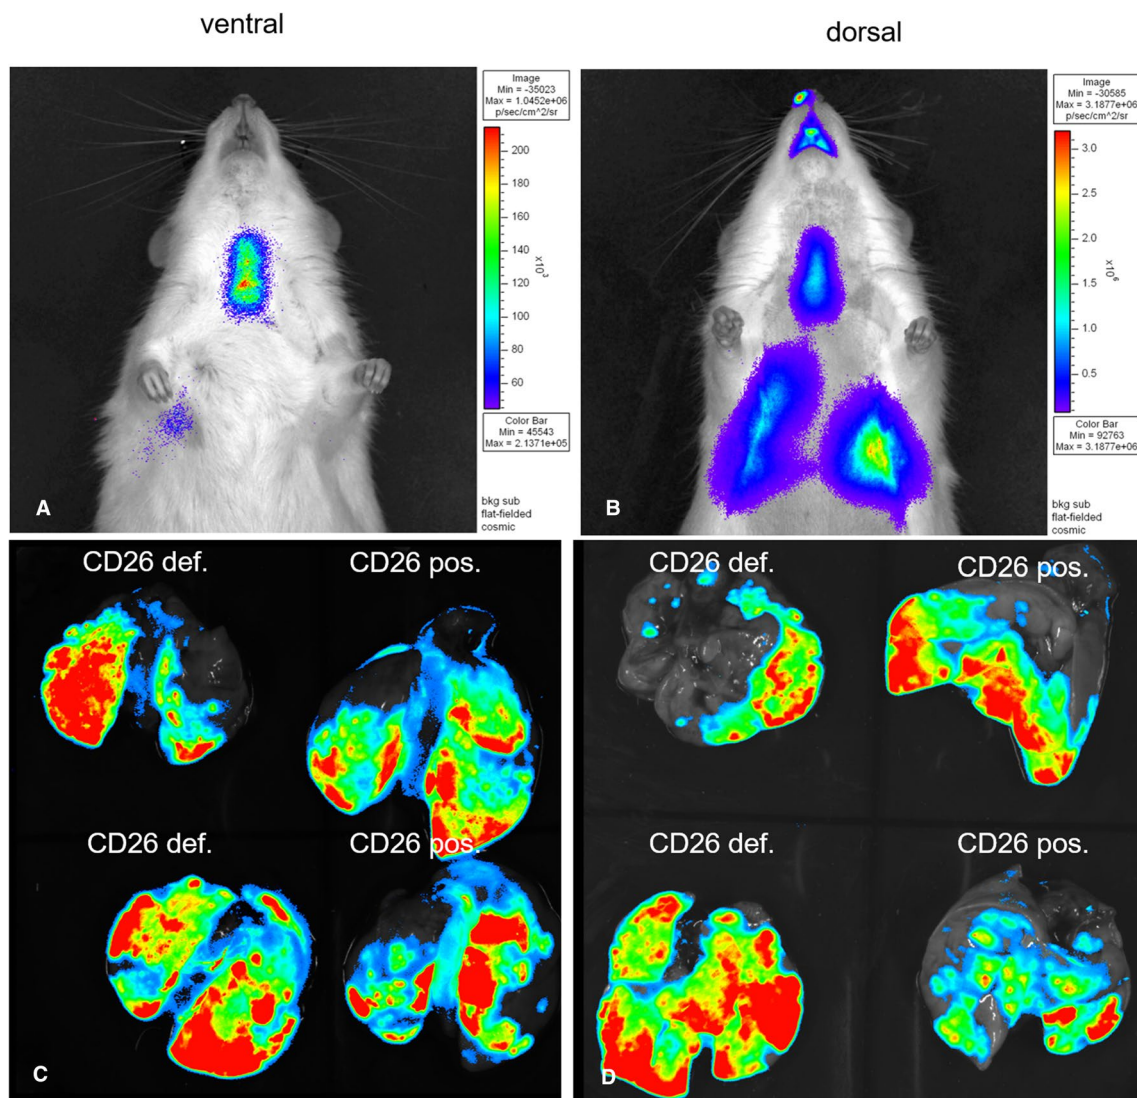 ventral
dorsal
Image
Min = -35023
Max = 1.0452e+06
p/sec/cm^2/sr
200
180
160
140
120
100
80
60
x10³
Color Bar
Min = 45543
Max = 2.1371e+05
bkg sub
flat-fielded
cosmic
A
Image
Min = -30585
Max = 3.1877e+06
p/sec/cm^2/sr
3.0
2.5
2.0
1.5
1.0
0.5
x10⁶
Color Bar
Min = 92763
Max = 3.1877e+06
bkg sub
flat-fielded
cosmic
B
CD26 def.
CD26 pos.
CD26 def.
CD26 pos.
C
CD26 def.
CD26 pos.
CD26 def.
CD26 pos.
D